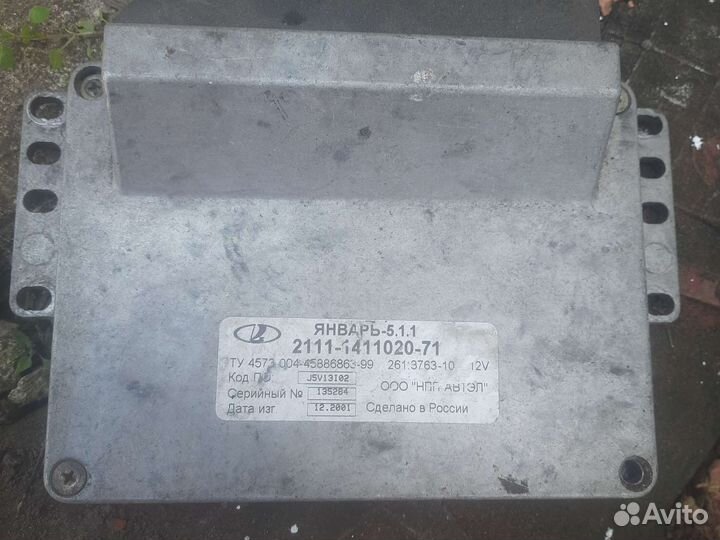 ЯНВАРЬ-5.1.1
2111-1411020-71
ТУ 4573 004-45886863-99 261.3763-10 12V
Код ПО J5V13I02 ООО "НПП АВТЭЛ"
Серийный № 135284
Дата изг. 12.2001 Сделано в России
Avito